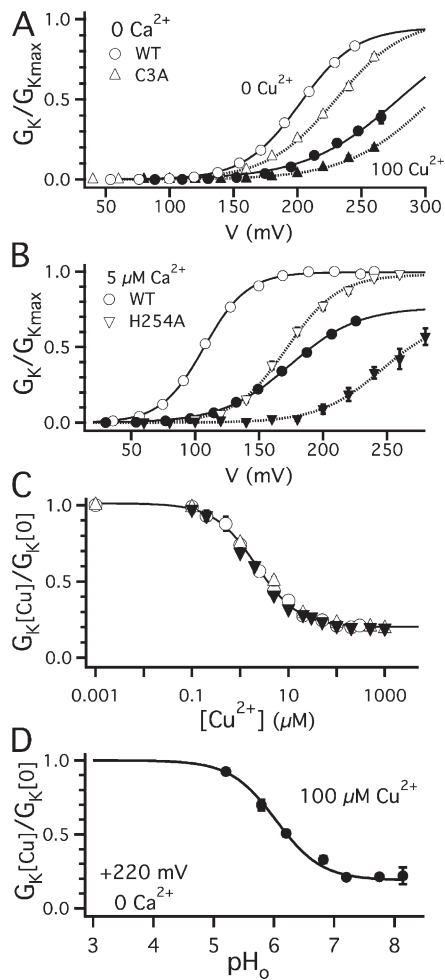 A
0 Ca2+
WT
C3A
0 Cu2+
100 Cu2+
GK/GKmax
1.0
0.5
0.0
50 100 150 200 250 300
V (mV)
B
5 µM Ca2+
WT
H254A
GK/GKmax
1.0
0.5
0.0
50 100 150 200 250
V (mV)
C
GK[Cu]/GK[0]
1.0
0.5
0.0
0.001 0.1 10 1000
[Cu2+] (µM)
D
100 µM Cu2+
+220 mV
0 Ca2+
GK[Cu]/GK[0]
1.0
0.5
0.0
3 4 5 6 7 8
pHo